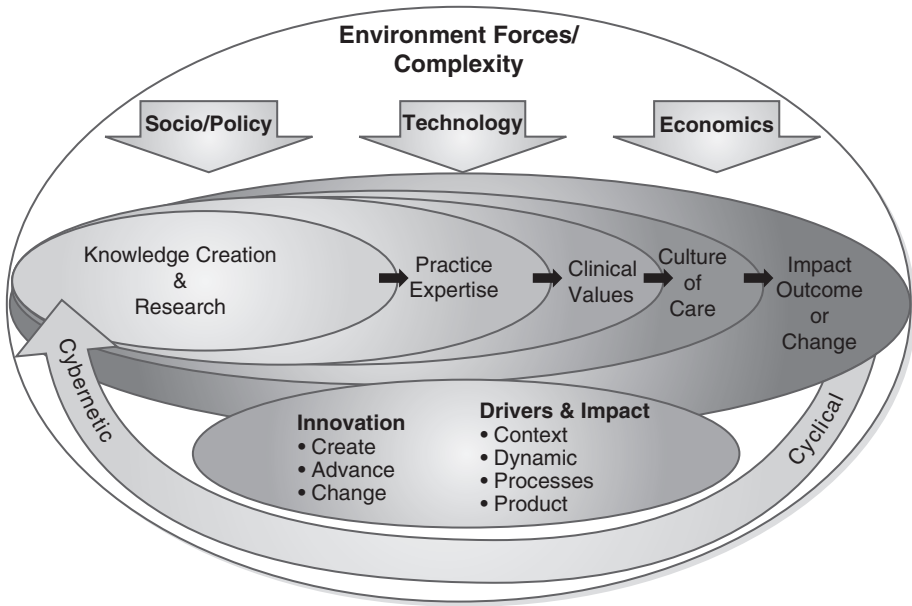 Environment Forces/
Complexity
Socio/Policy
Technology
Economics
Knowledge Creation
&
Research
Practice
Expertise
Clinical
Values
Culture
of
Care
Impact
Outcome
or
Change
Cybernetic
Cyclical
Innovation
• Create
• Advance
• Change
Drivers & Impact
• Context
• Dynamic
• Processes
• Product